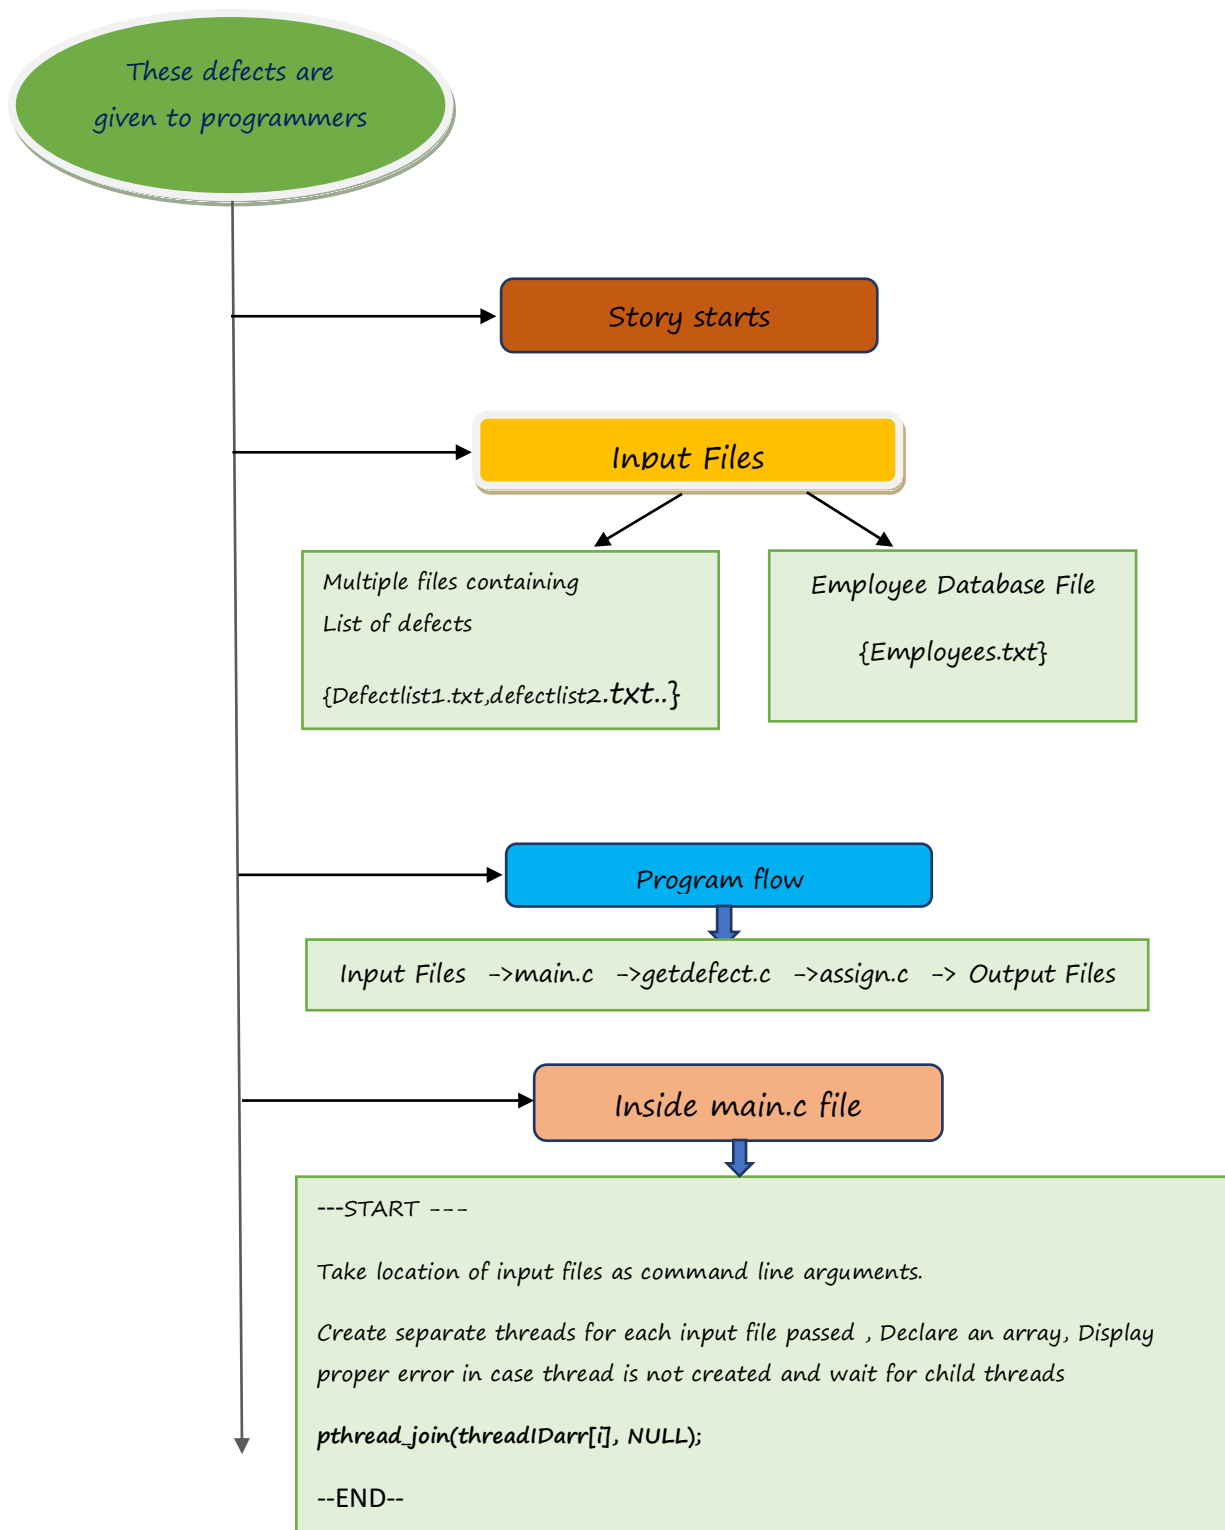 These defects are
given to programmers
Story starts
Input Files
Multiple files containing
List of defects
{Defectlist1.txt,defectlist2.txt..}
Employee Database File
{Employees.txt}
Program flow
Input Files ->main.c ->getdefect.c ->assign.c -> Output Files
Inside main.c file
---START ---
Take location of input files as command line arguments.
Create separate threads for each input file passed , Declare an array, Display
proper error in case thread is not created and wait for child threads
pthread_join(threadIDarr[i], NULL);
--END--